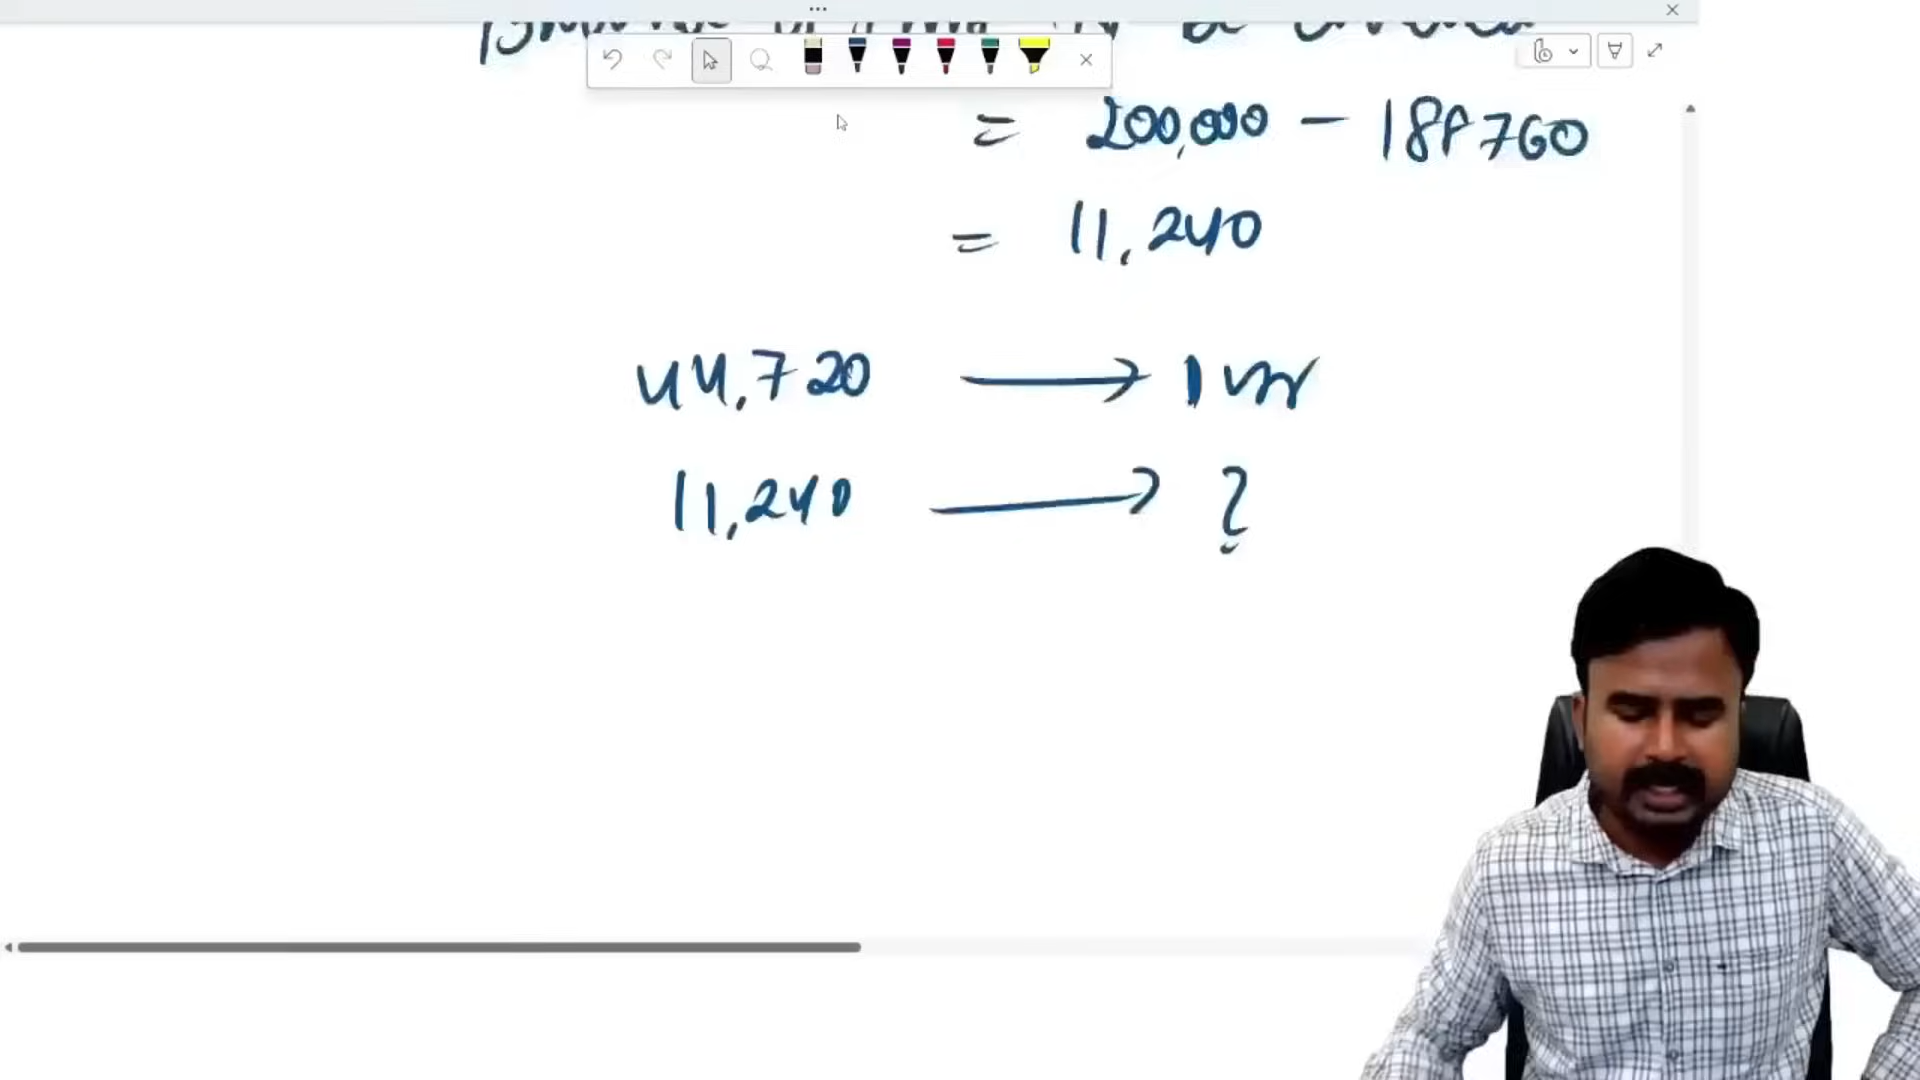 = 200,000 - 188760
= 11,240
44,720 → 1 yr
11,240 → ?